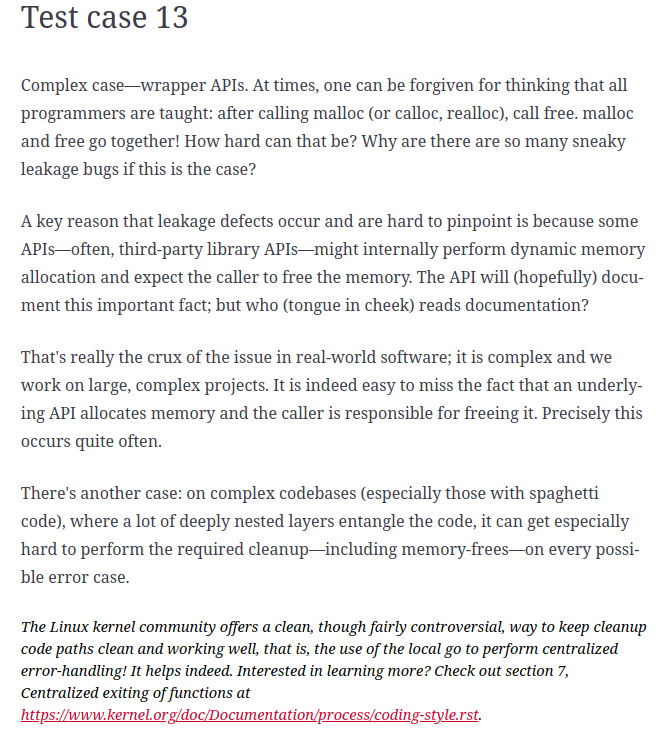 Test case 13
Complex case—wrapper APIs. At times, one can be forgiven for thinking that all
programmers are taught: after calling malloc (or calloc, realloc), call free. malloc
and free go together! How hard can that be? Why are there are so many sneaky
leakage bugs if this is the case?
A key reason that leakage defects occur and are hard to pinpoint is because some
APIs—often, third-party library APIs—might internally perform dynamic memory
allocation and expect the caller to free the memory. The API will (hopefully) docu-
ment this important fact; but who (tongue in cheek) reads documentation?
That's really the crux of the issue in real-world software; it is complex and we
work on large, complex projects. It is indeed easy to miss the fact that an underly-
ing API allocates memory and the caller is responsible for freeing it. Precisely this
occurs quite often.
There's another case: on complex codebases (especially those with spaghetti
code), where a lot of deeply nested layers entangle the code, it can get especially
hard to perform the required cleanup—including memory-frees—on every possi-
ble error case.
The Linux kernel community offers a clean, though fairly controversial, way to keep cleanup
code paths clean and working well, that is, the use of the local go to perform centralized
error-handling! It helps indeed. Interested in learning more? Check out section 7,
Centralized exiting of functions at
https://www.kernel.org/doc/Documentation/process/coding-style.rst.